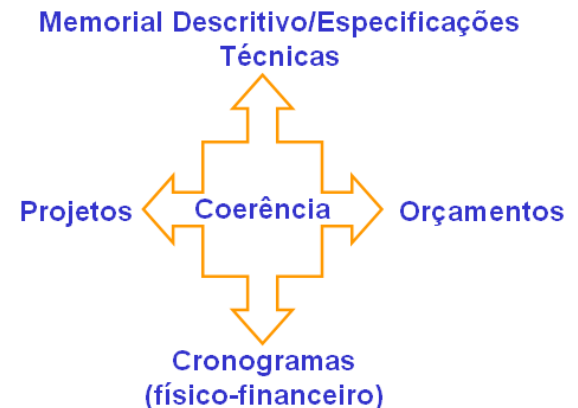 Memorial Descritivo/Especificações
Técnicas
Projetos
Coerência
Orçamentos
Cronogramas
(físico-financeiro)